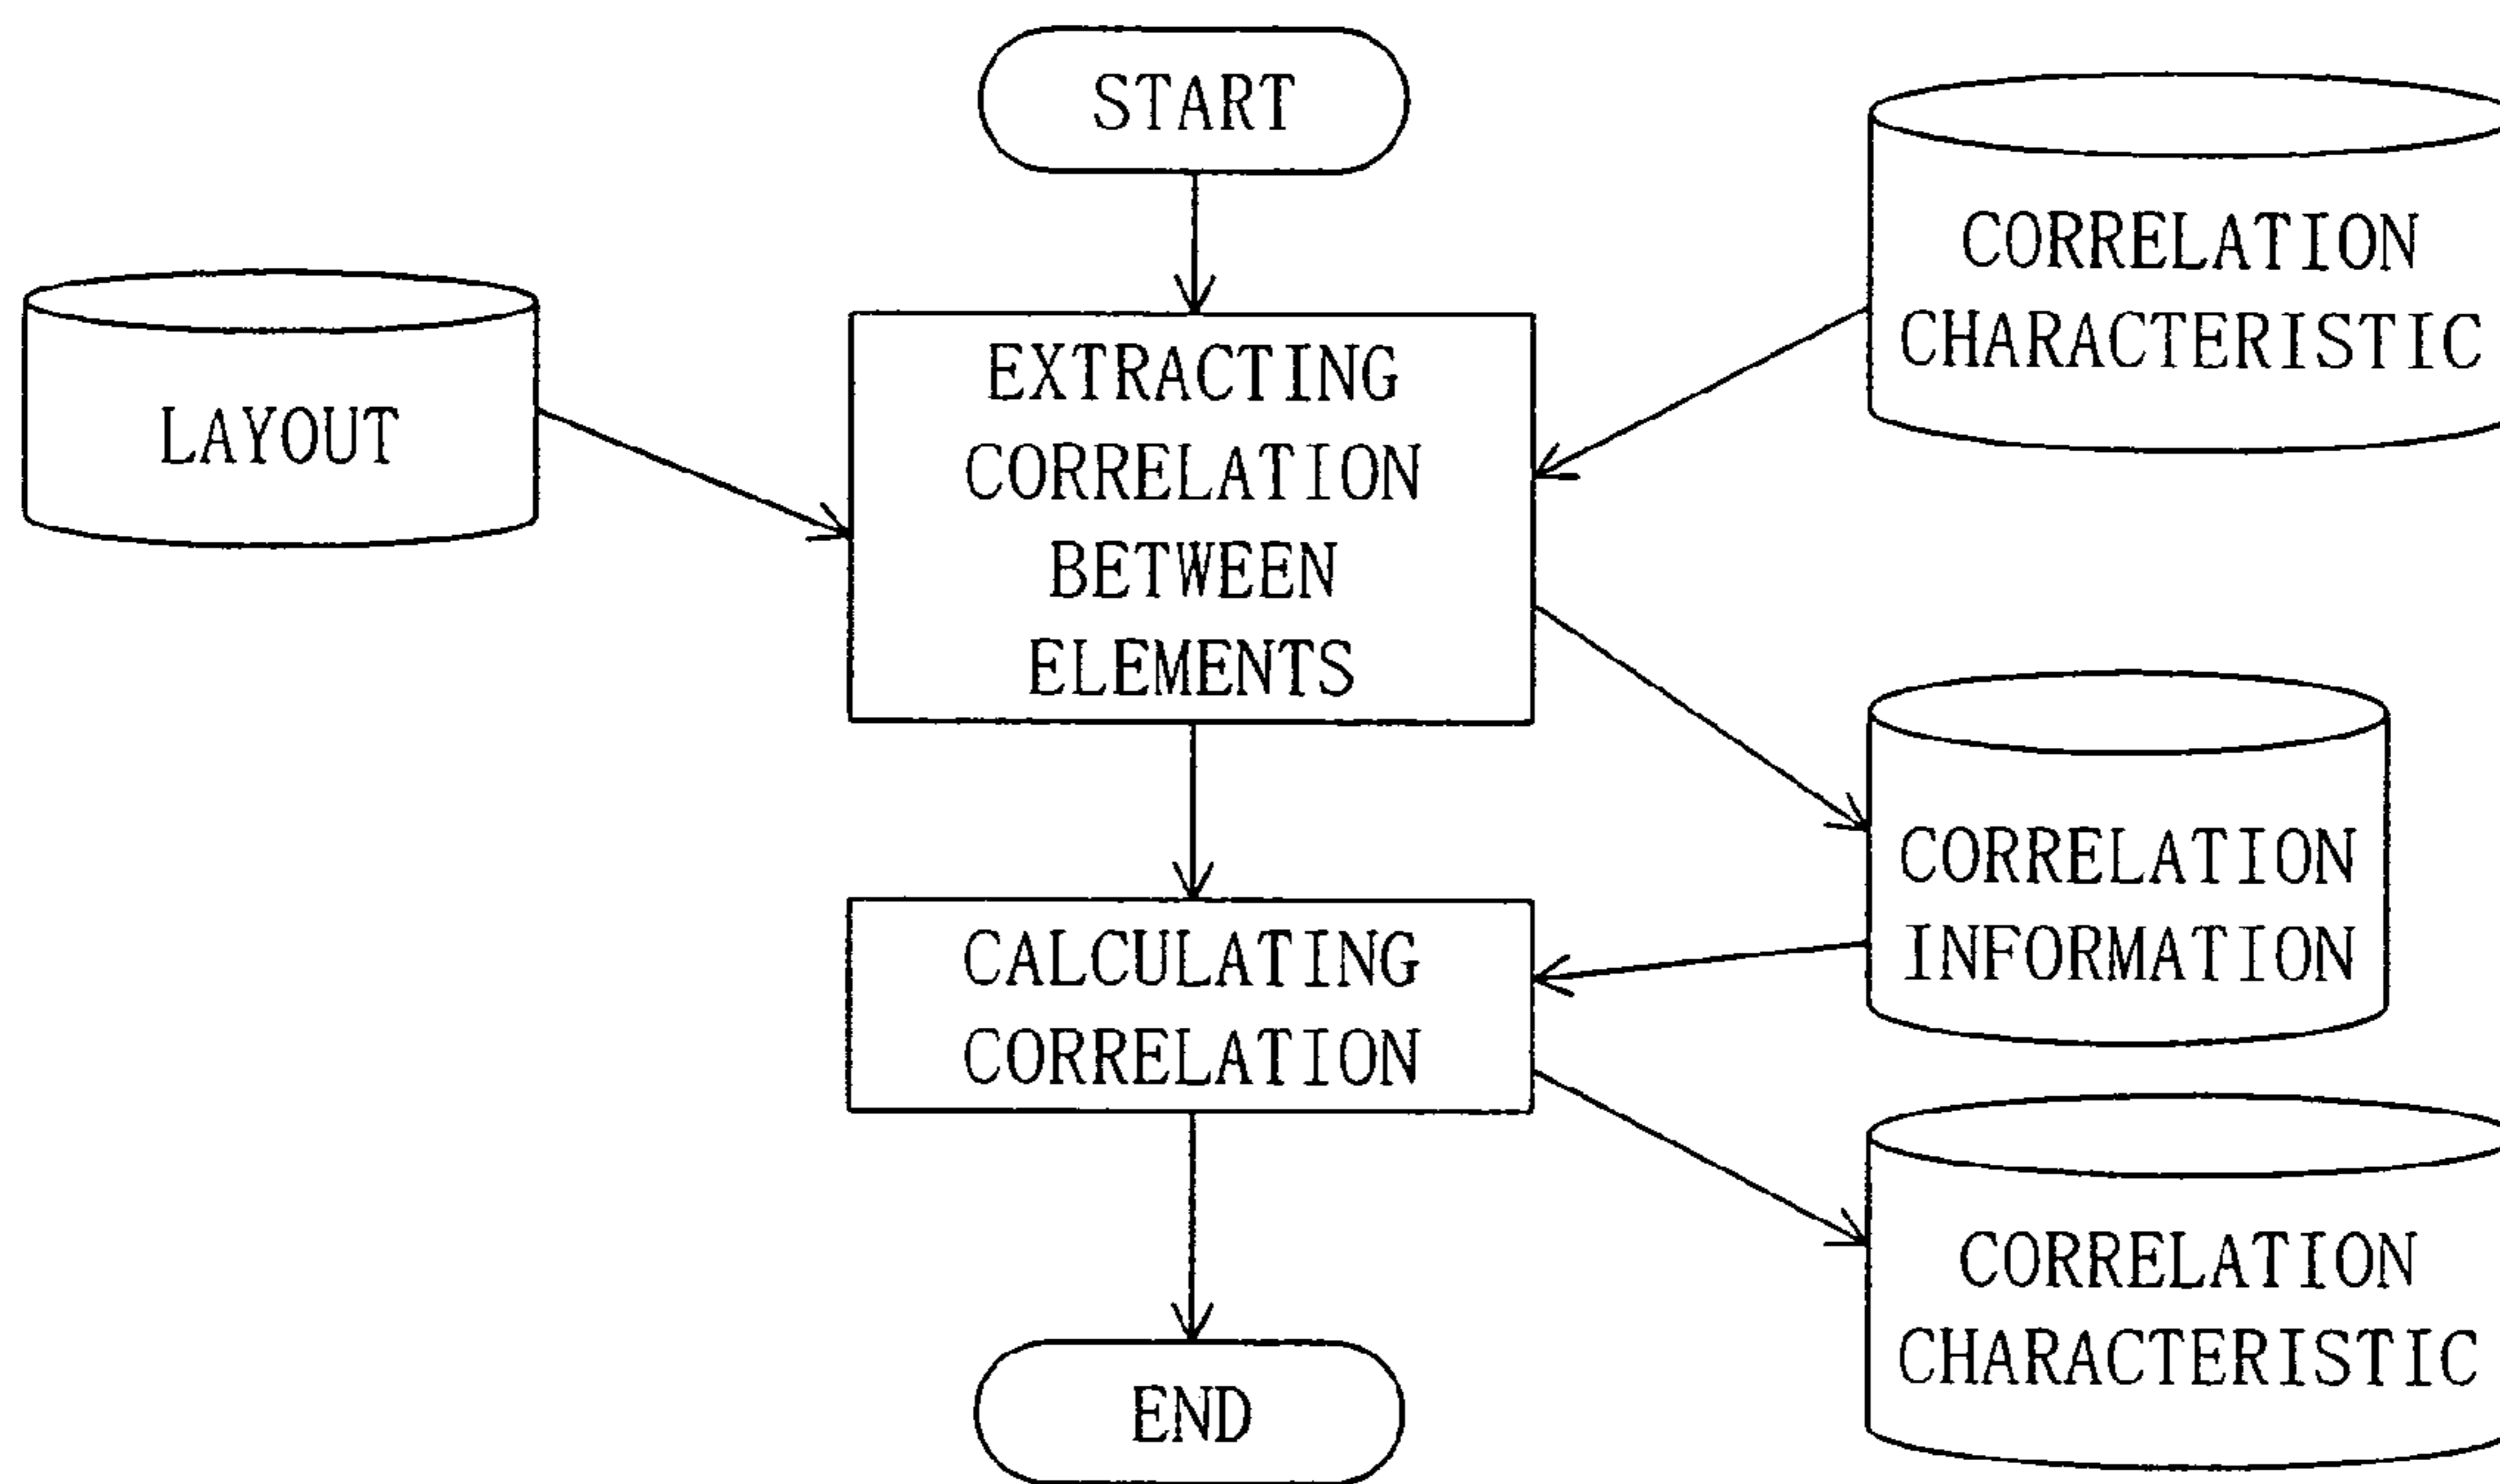 START
CORRELATION
CHARACTERISTIC
LAYOUT
EXTRACTING
CORRELATION
BETWEEN
ELEMENTS
CORRELATION
INFORMATION
CALCULATING
CORRELATION
CORRELATION
CHARACTERISTIC
END